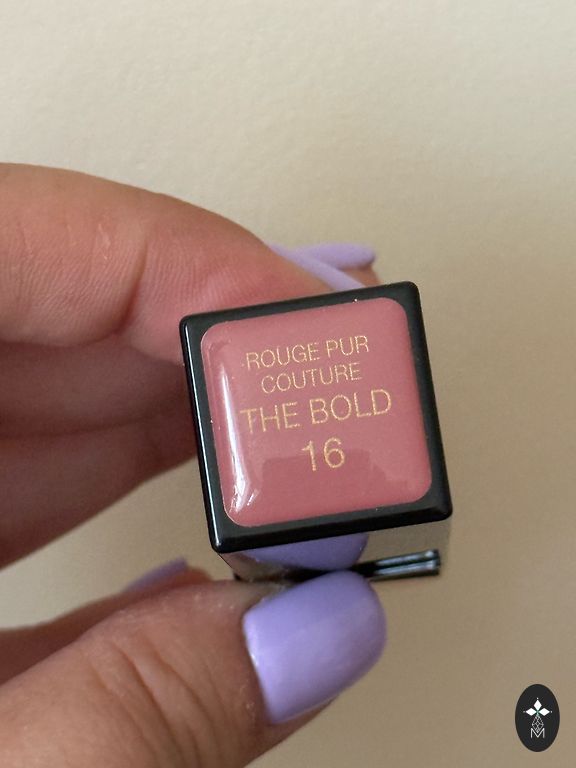 ROUGE PUR
COUTURE
THE BOLD
16
M